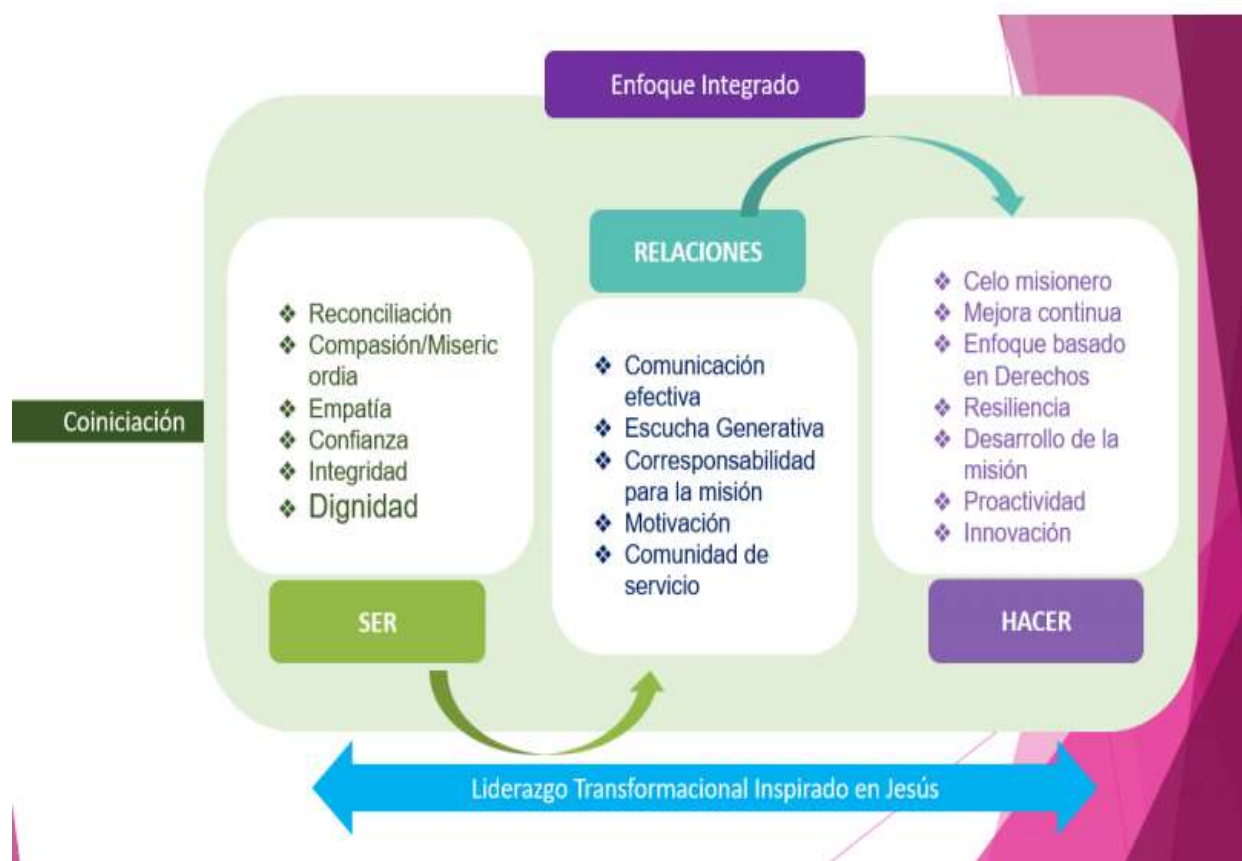 Enfoque Integrado
Coiniciación
❖ Reconciliación
❖ Compasión/Miseric
ordia
❖ Empatía
❖ Confianza
❖ Integridad
❖ Dignidad
SER
RELACIONES
❖ Comunicación
efectiva
❖ Escucha Generativa
❖ Corresponsabilidad
para la misión
❖ Motivación
❖ Comunidad de
servicio
❖ Celo misionero
❖ Mejora continua
❖ Enfoque basado
en Derechos
❖ Resiliencia
❖ Desarrollo de la
misión
❖ Proactividad
❖ Innovación
HACER
Liderazgo Transformacional Inspirado en Jesús